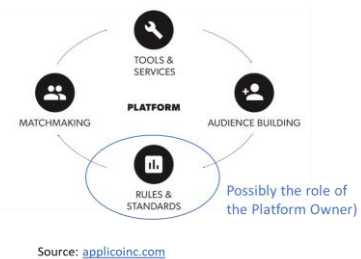 TOOLS &
SERVICES
MATCHMAKING
PLATFORM
AUDIENCE BUILDING
RULES &
STANDARDS
Possibly the role of
the Platform Owner)
Source: applicoinc.com